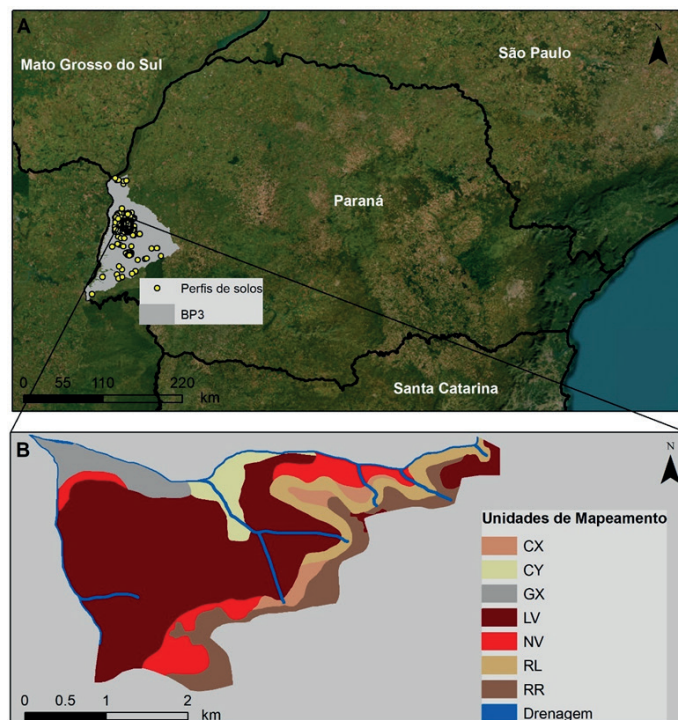 A
N
São Paulo
Mato Grosso do Sul
Paraná
Perfis de solos
BP3
0 55 110 220
km
Santa Catarina
B
N
Unidades de Mapeamento
CX
CY
GX
LV
NV
RL
RR
Drenagem
0 0.5 1 2
km